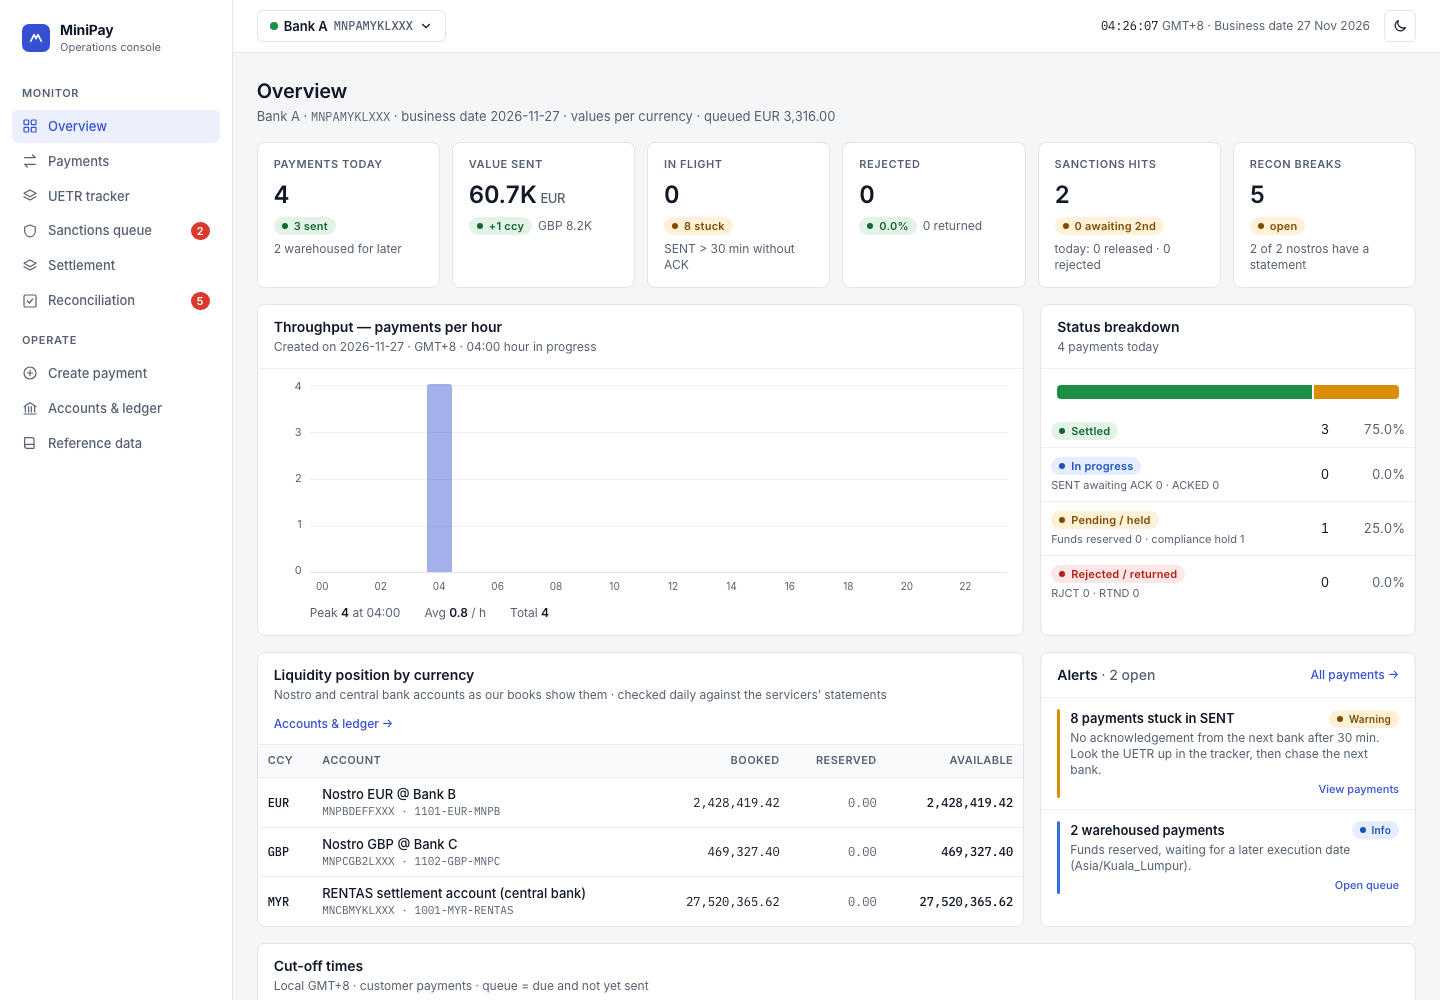 MiniPay
Operations console
MONITOR
Overview
Payments
UETR tracker
Sanctions queue 2
Settlement
Reconciliation 5
OPERATE
Create payment
Accounts & ledger
Reference data
Bank A MNPAMYKLXXX
04:26:07 GMT+8 · Business date 27 Nov 2026
Overview
Bank A · MNPAMYKLXXX · business date 2026-11-27 · values per currency · queued EUR 3,316.00
PAYMENTS TODAY
4
3 sent
2 warehoused for later
VALUE SENT
60.7K EUR
+1 ccy GBP 8.2K
IN FLIGHT
0
8 stuck
SENT > 30 min without
ACK
REJECTED
0
0.0% 0 returned
SANCTIONS HITS
2
0 awaiting 2nd
today: 0 released · 0
rejected
RECON BREAKS
5
open
2 of 2 nostros have a
statement
Throughput — payments per hour
Created on 2026-11-27 · GMT+8 · 04:00 hour in progress
4
3
2
1
0
00 02 04 06 08 10 12 14 16 18 20 22
Peak 4 at 04:00 Avg 0.8 / h Total 4
Status breakdown
4 payments today
Settled 3 75.0%
In progress 0 0.0%
SENT awaiting ACK 0 · ACKED 0
Pending / held 1 25.0%
Funds reserved 0 · compliance hold 1
Rejected / returned 0 0.0%
RJCT 0 · RTND 0
Liquidity position by currency
Nostro and central bank accounts as our books show them · checked daily against the servicers’ statements
Accounts & ledger →
CCY ACCOUNT BOOKED RESERVED AVAILABLE
EUR Nostro EUR @ Bank B 2,428,419.42 0.00 2,428,419.42
MNPBDEFFXXX · 1101-EUR-MNPB
GBP Nostro GBP @ Bank C 469,327.40 0.00 469,327.40
MNPCGB2LXXX · 1102-GBP-MNPC
MYR RENTAS settlement account (central bank) 27,520,365.62 0.00 27,520,365.62
MNCBMYKLXXX · 1001-MYR-RENTAS
Alerts · 2 open All payments →
8 payments stuck in SENT Warning
No acknowledgement from the next bank after 30 min.
Look the UETR up in the tracker, then chase the next
bank.
View payments
2 warehoused payments Info
Funds reserved, waiting for a later execution date
(Asia/Kuala_Lumpur).
Open queue
Cut-off times
Local GMT+8 · customer payments · queue = due and not yet sent